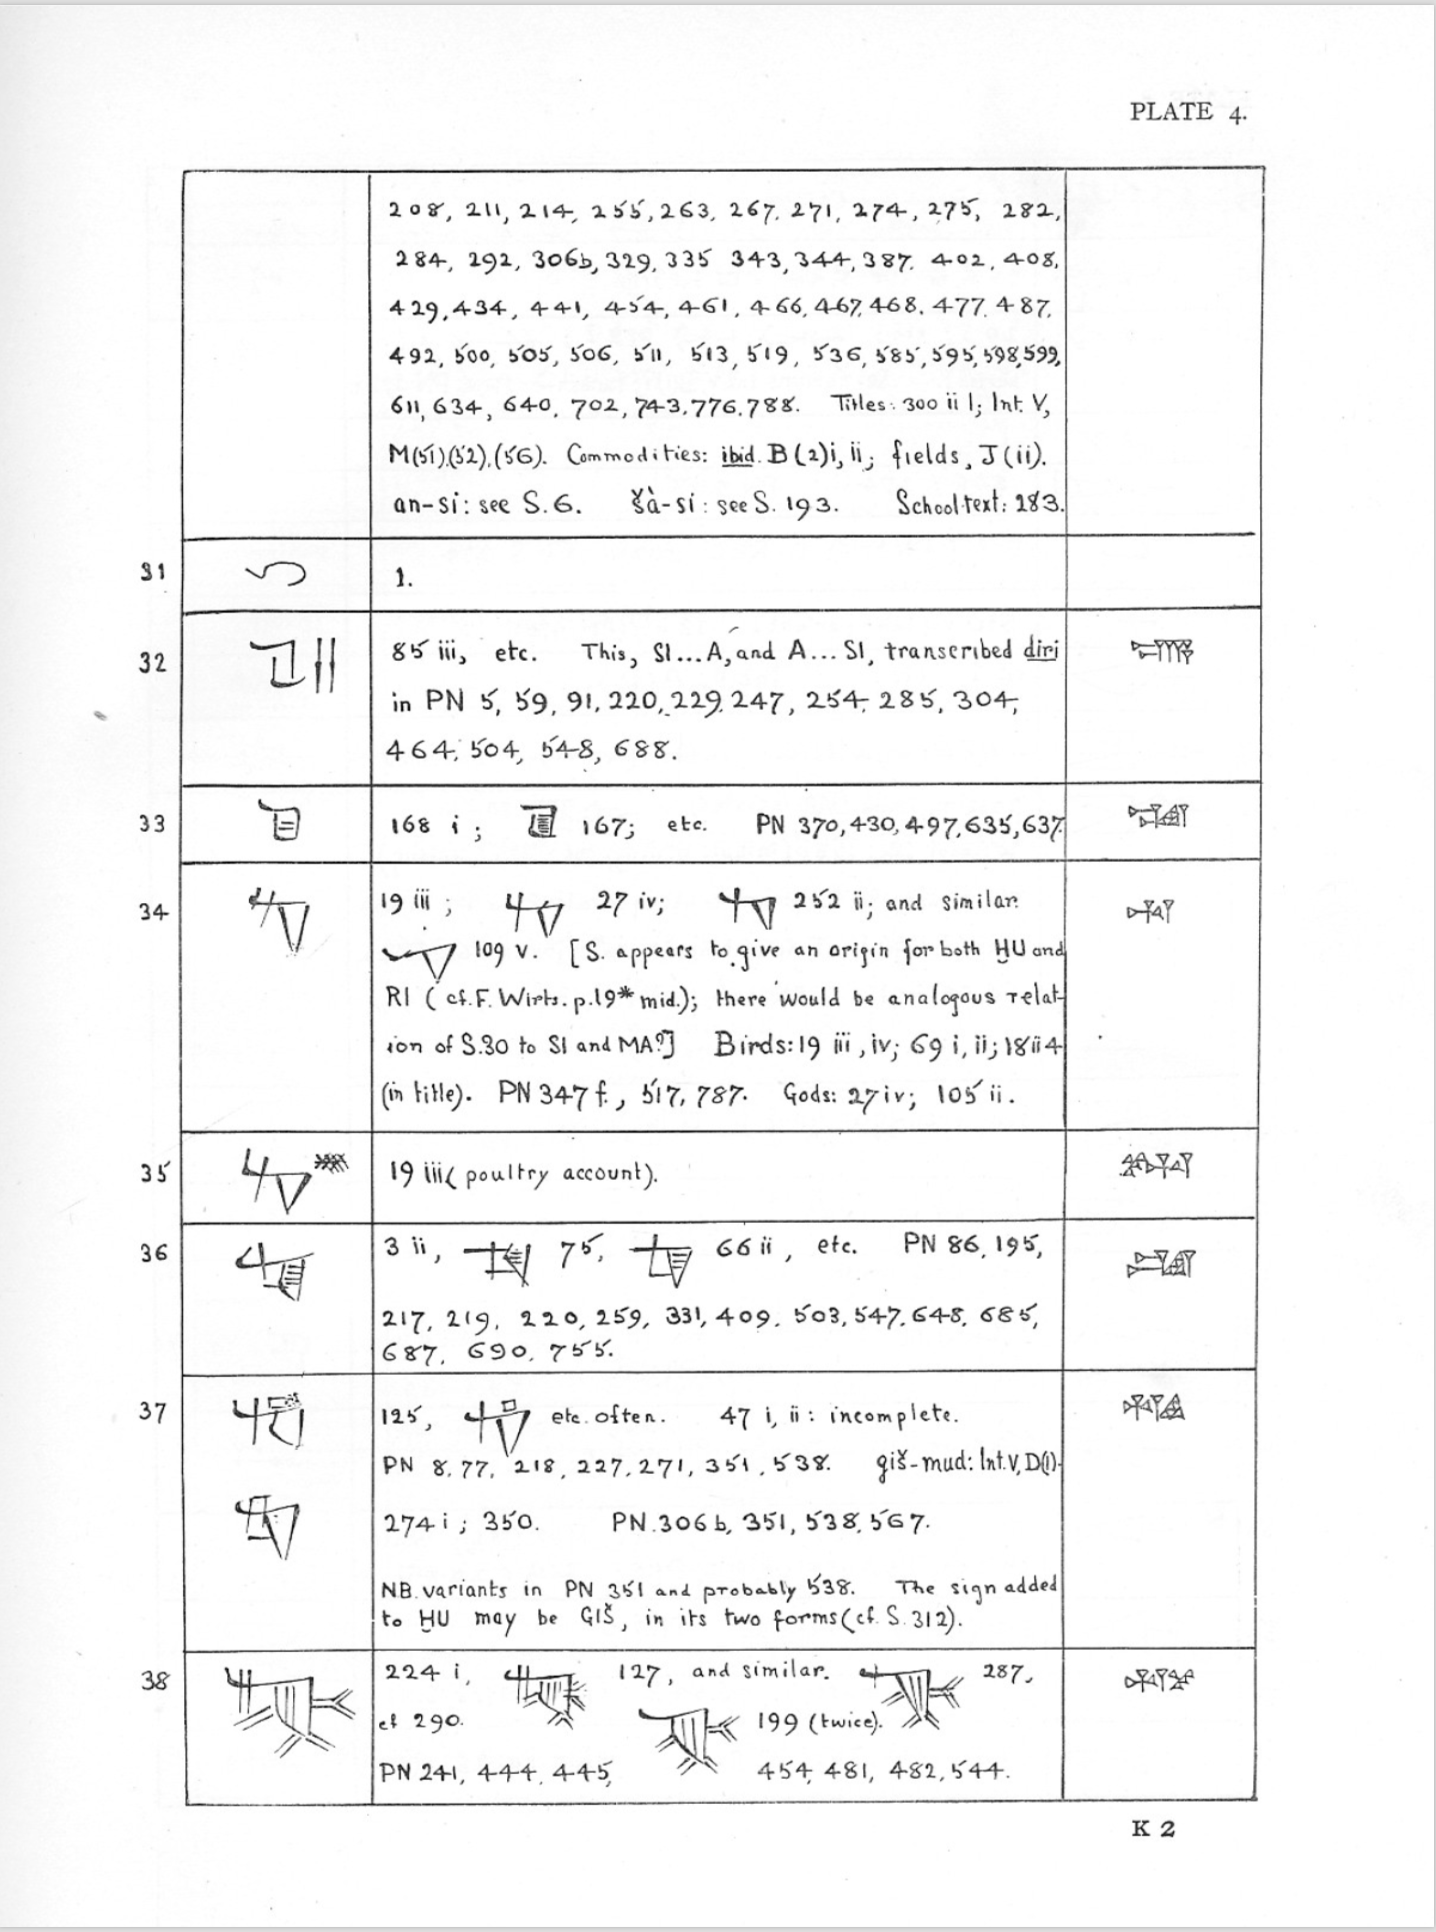 PLATE 4.
208, 211, 214, 255, 263, 267, 271, 274, 275, 282,
284, 292, 306b, 329, 335 343, 344, 387. 402, 408,
429, 434, 441, 454, 461, 466, 467, 468. 477. 487.
492, 500, 505, 506, 511, 513, 519, 536, 585, 595, 598, 599,
611, 634, 640, 702, 743, 776, 788. Titles: 300 ii 1; Int. V,
M(51),(52),(56). Commodities: ibid. B(2)i, ii; fields, J(ii).
an-si: see S.6. šà-si: see S. 193. School-text: 283.
31 1.
32 85 iii, etc. This, SI...A, and A...SI, transcribed diri
in PN 5, 59, 91, 220, 229, 247, 254, 285, 304,
464, 504, 548, 688.
33 168 i; 167; etc. PN 370, 430, 497, 635, 637.
34 19 iii; 27 iv; 252 ii; and similar.
109 v. [S. appears to give an origin for both ḪU and
RI (cf. F. Wirts. p.19* mid.); there would be analogous relat-
ion of S.30 to SI and MA?] Birds: 19 iii, iv; 69 i, ii; 18 ii 4
(in title). PN 347 f., 517, 787. Gods: 27 iv; 105 ii.
35 19 iii (poultry account).
36 3 ii, 75, 66 ii, etc. PN 86, 195,
217, 219, 220, 259, 331, 409. 503, 547. 648, 685,
687, 690, 755.
37 125, etc. often. 47 i, ii: incomplete.
PN 8, 77, 218, 227, 271, 351, 538. giš-mud: Int. V, D(1).
274 i; 350. PN. 306b, 351, 538, 567.
NB. variants in PN 351 and probably 538. The sign added
to ḪU may be GIŠ, in its two forms (cf. S. 312).
38 224 i, 127, and similar. 287,
cf 290. 199 (twice).
PN 241, 444, 445, 454, 481, 482, 544.
K 2